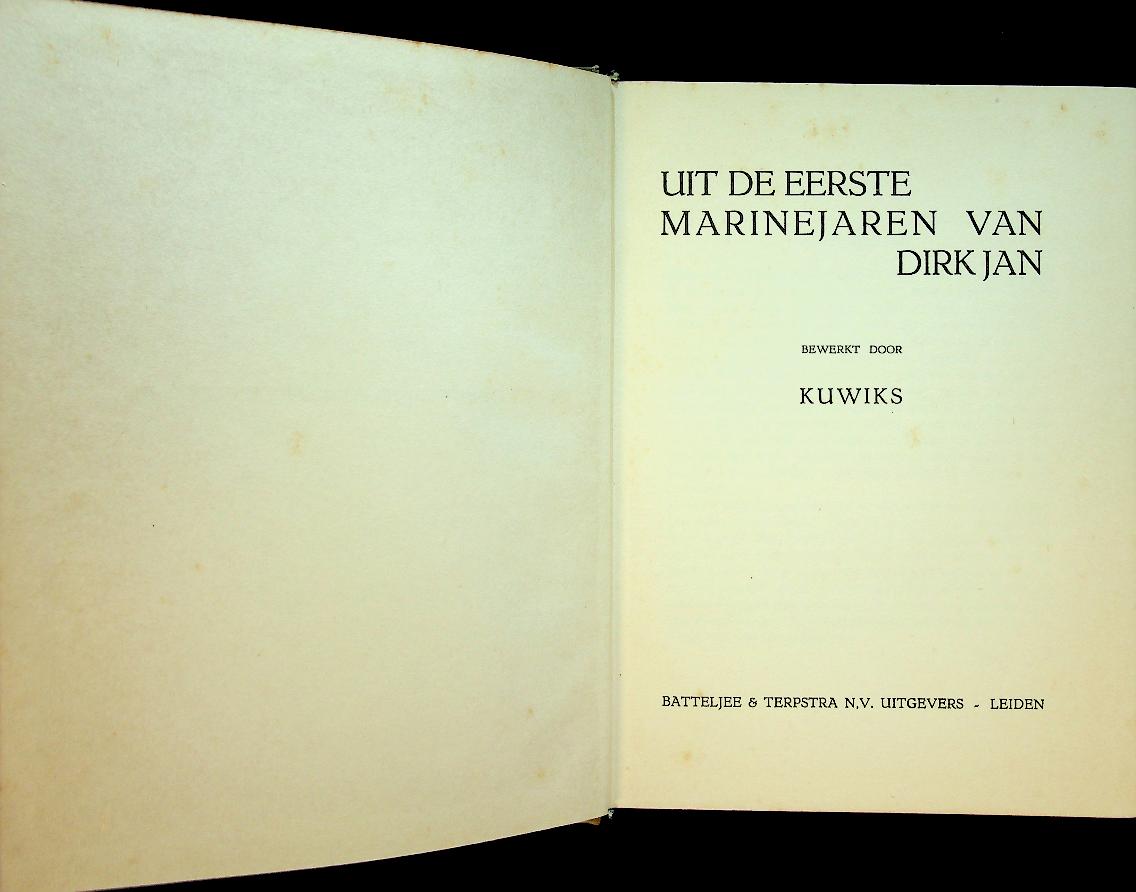 UIT DE EERSTE
MARINEJAREN VAN
DIRK JAN
BEWERKT DOOR
KUWIKS
BATTELJEE & TERPSTRA N.V. UITGEVERS - LEIDEN